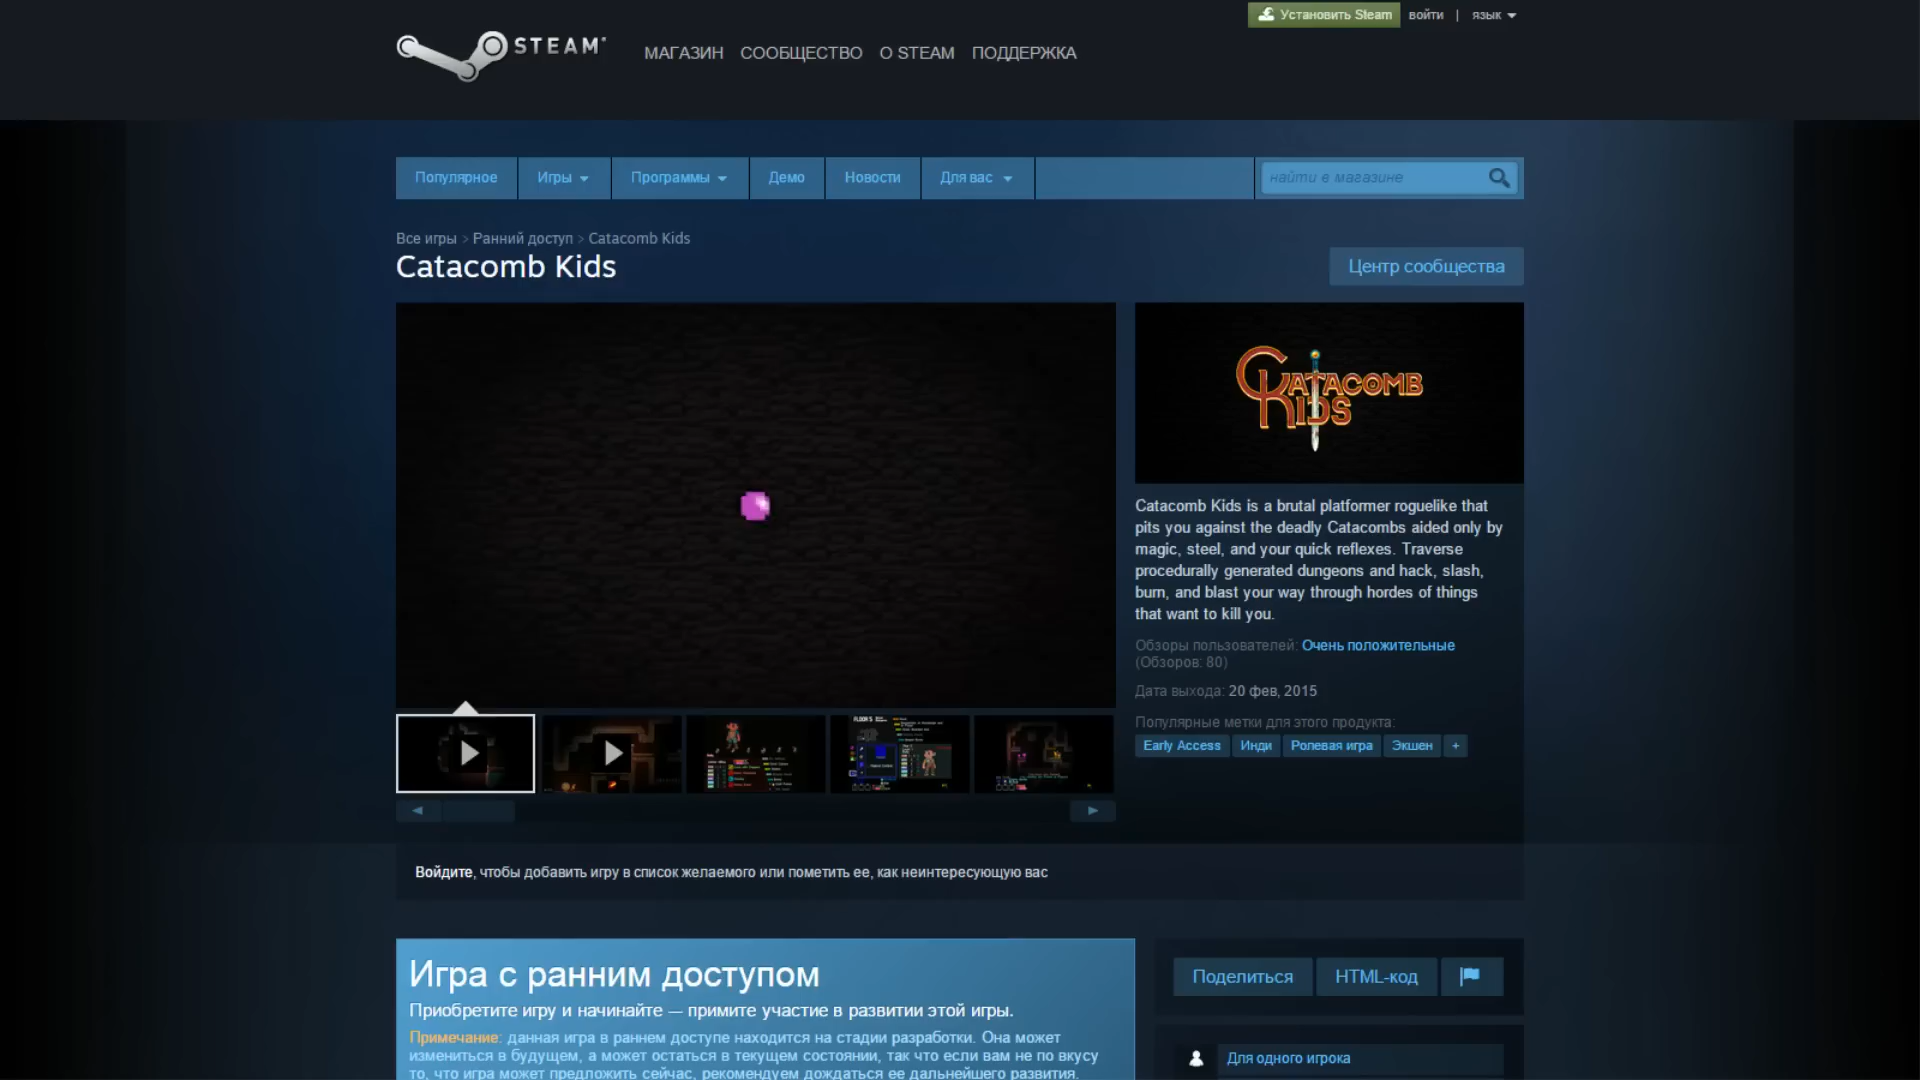 Установить Steam войти | язык
STEAM
МАГАЗИН СООБЩЕСТВО О STEAM ПОДДЕРЖКА
Популярное Игры Программы Демо Новости Для вас найти в магазине
Все игры > Ранний доступ > Catacomb Kids
Catacomb Kids
Центр сообщества
CATACOMB
KIDS
Catacomb Kids is a brutal platformer roguelike that
pits you against the deadly Catacombs aided only by
magic, steel, and your quick reflexes. Traverse
procedurally generated dungeons and hack, slash,
burn, and blast your way through hordes of things
that want to kill you.
Обзоры пользователей: Очень положительные
(Обзоров: 80)
Дата выхода: 20 фев, 2015
Популярные метки для этого продукта:
Early Access Инди Ролевая игра Экшен +
Войдите, чтобы добавить игру в список желаемого или пометить ее, как неинтересующую вас
Игра с ранним доступом
Приобретите игру и начинайте — примите участие в развитии этой игры.
Примечание: данная игра в раннем доступе находится на стадии разработки. Она может
измениться в будущем, а может остаться в текущем состоянии, так что если вам не по вкусу
то, что игра может предложить сейчас, рекомендуем дождаться ее дальнейшего развития.
Поделиться HTML-код
Для одного игрока